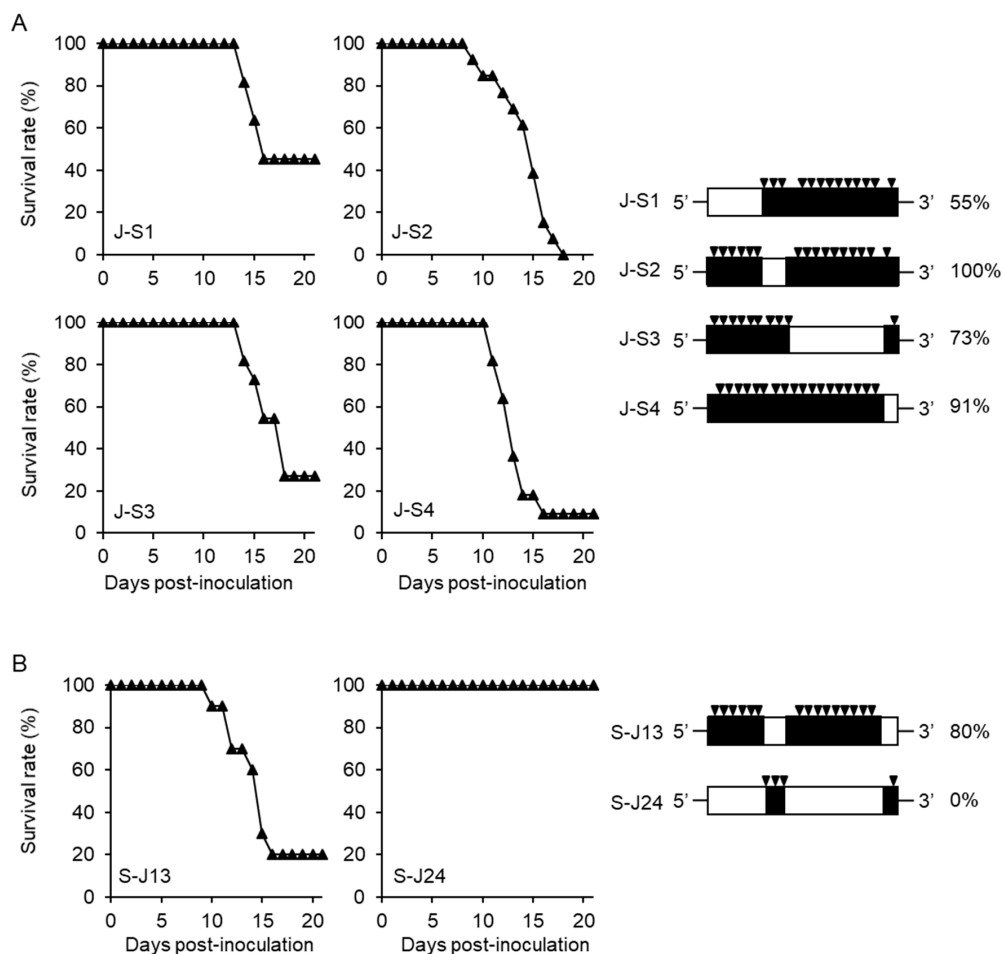 A
Survival rate (%)
100
80
60
40
20
0
J-S1
100
80
60
40
20
0
J-S2
0 5 10 15 20
0 5 10 15 20
Survival rate (%)
100
80
60
40
20
0
J-S3
0 5 10 15 20
Days post-inoculation
100
80
60
40
20
0
J-S4
0 5 10 15 20
Days post-inoculation
J-S1 5’ 3’ 55%
J-S2 5’ 3’ 100%
J-S3 5’ 3’ 73%
J-S4 5’ 3’ 91%
B
Survival rate (%)
100
80
60
40
20
0
S-J13
0 5 10 15 20
Days post-inoculation
100
80
60
40
20
0
S-J24
0 5 10 15 20
Days post-inoculation
S-J13 5’ 3’ 80%
S-J24 5’ 3’ 0%